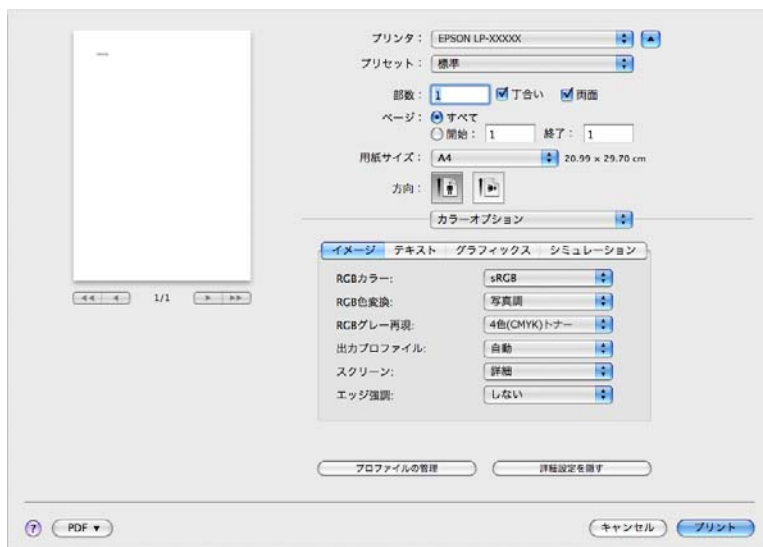 プリンタ： EPSON LP-XXXXX
プリセット： 標準
部数： 1 丁合い 両面
ページ： すべて
開始： 1 終了： 1
用紙サイズ： A4 20.99 × 29.70 cm
方向：
カラーオプション
イメージ テキスト グラフィックス シミュレーション
RGBカラー: sRGB
RGB色変換: 写真調
RGBグレー再現: 4色(CMYK)トナー
出力プロファイル: 自動
スクリーン: 詳細
エッジ強調: しない
1/1
プロファイルの管理 詳細設定を隠す
? PDF ▼ キャンセル プリント